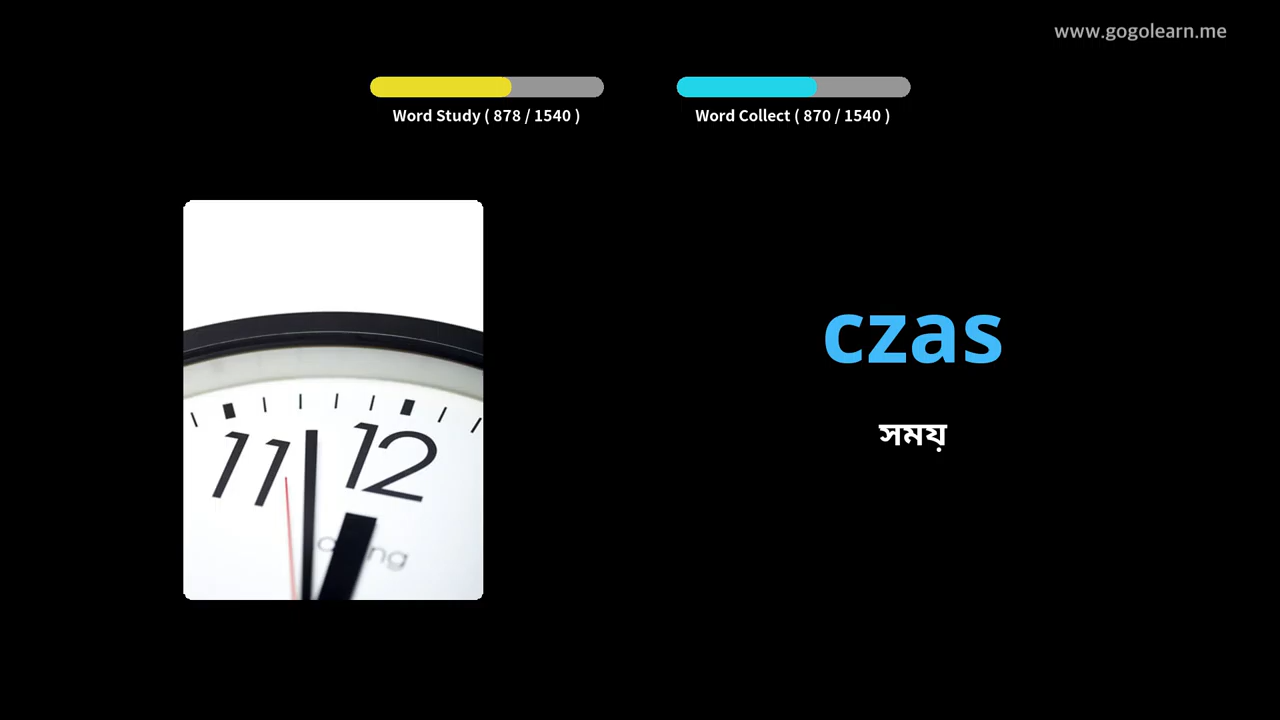 www.gogolearn.me
Word Study ( 878 / 1540 )
Word Collect ( 870 / 1540 )
11
12
czas
সময়